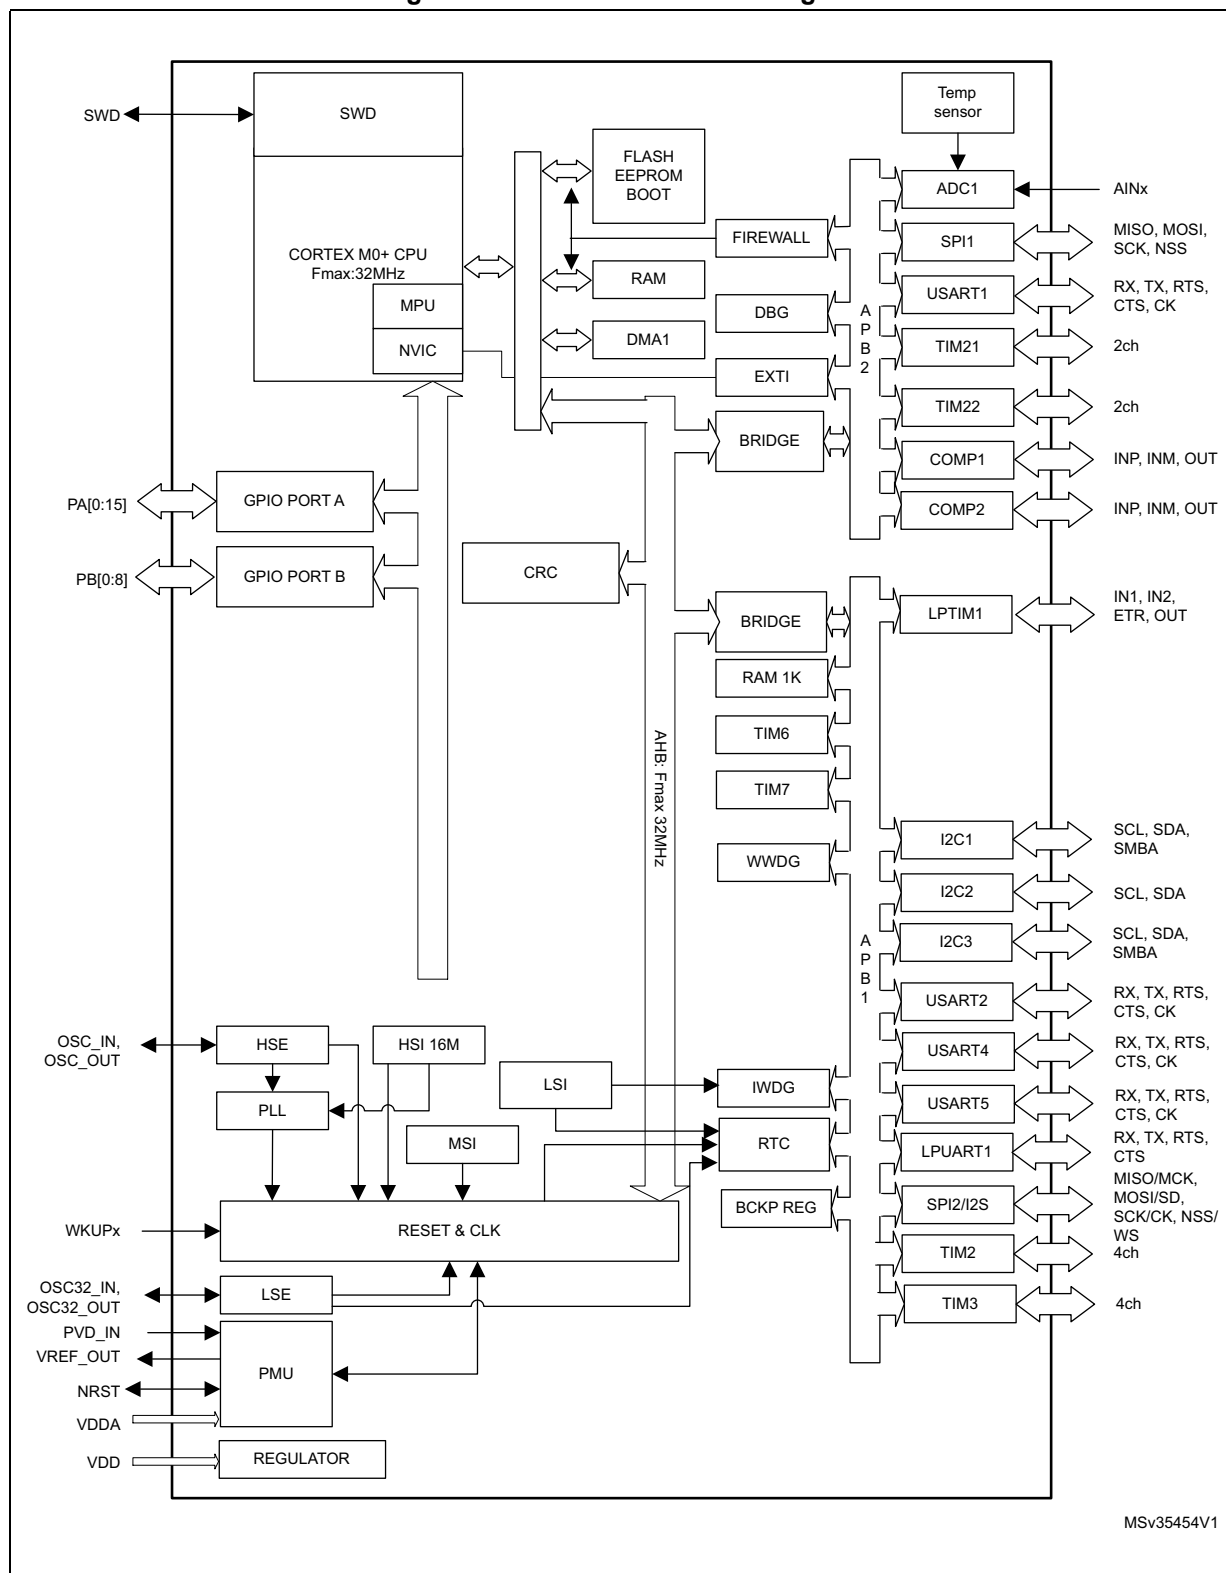 SWD
SWD
CORTEX M0+ CPU
Fmax:32MHz
MPU
NVIC
FLASH
EEPROM
BOOT
RAM
DMA1
FIREWALL
DBG
EXTI
BRIDGE
Temp
sensor
ADC1
AINx
SPI1
MISO, MOSI,
SCK, NSS
USART1
RX, TX, RTS,
CTS, CK
A
P
B
2
TIM21
2ch
TIM22
2ch
COMP1
INP, INM, OUT
COMP2
INP, INM, OUT
PA[0:15]
GPIO PORT A
PB[0:8]
GPIO PORT B
CRC
BRIDGE
RAM 1K
TIM6
TIM7
WWDG
AHB: Fmax 32MHz
LPTIM1
IN1, IN2,
ETR, OUT
I2C1
SCL, SDA,
SMBA
I2C2
SCL, SDA
I2C3
SCL, SDA,
SMBA
A
P
B
1
USART2
RX, TX, RTS,
CTS, CK
USART4
RX, TX, RTS,
CTS, CK
USART5
RX, TX, RTS,
CTS, CK
LPUART1
RX, TX, RTS,
CTS
SPI2/I2S
MISO/MCK,
MOSI/SD,
SCK/CK, NSS/
WS
TIM2
4ch
TIM3
4ch
OSC_IN,
OSC_OUT
HSE
HSI 16M
PLL
LSI
IWDG
MSI
RTC
BCKP REG
WKUPx
RESET & CLK
OSC32_IN,
OSC32_OUT
LSE
PVD_IN
VREF_OUT
NRST
VDDA
PMU
VDD
REGULATOR
MSv35454V1